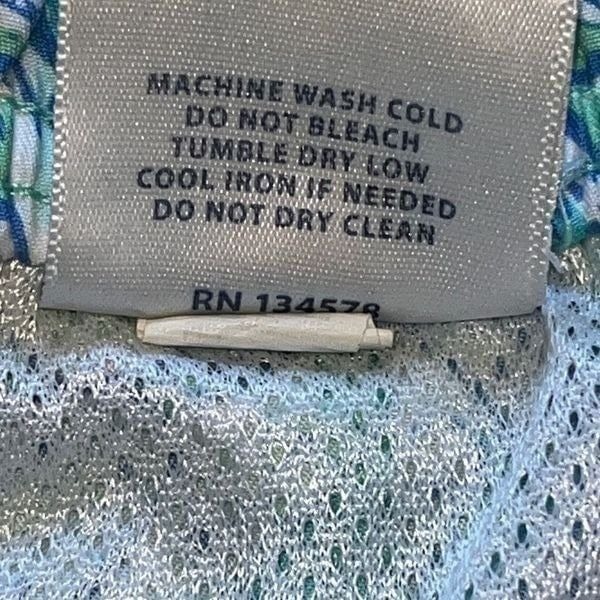 MACHINE WASH COLD
DO NOT BLEACH
TUMBLE DRY LOW
COOL IRON IF NEEDED
DO NOT DRY CLEAN
RN 134578